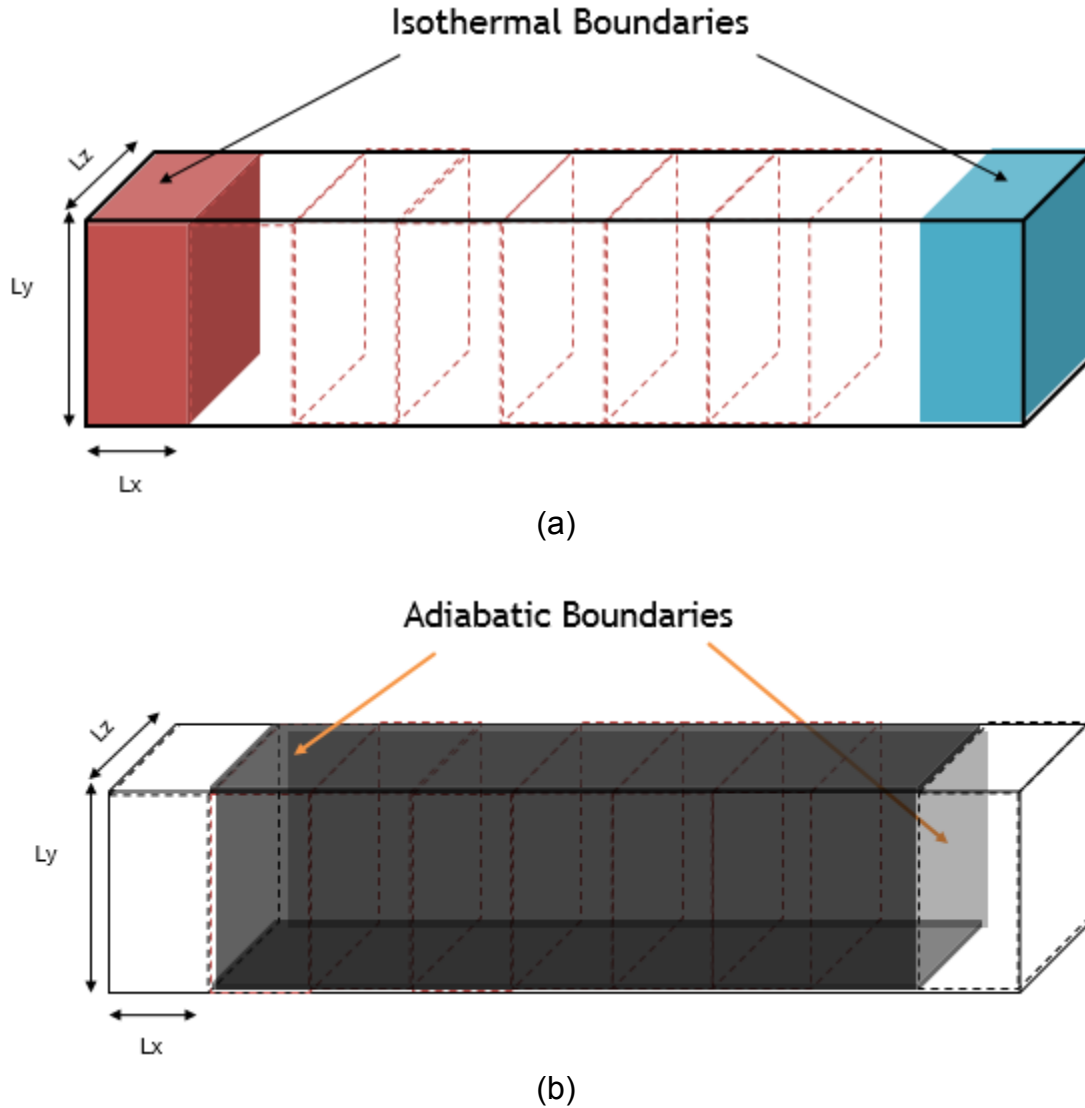 Isothermal Boundaries
Lz
Ly
Lx
(a)
Adiabatic Boundaries
Lz
Ly
Lx
(b)